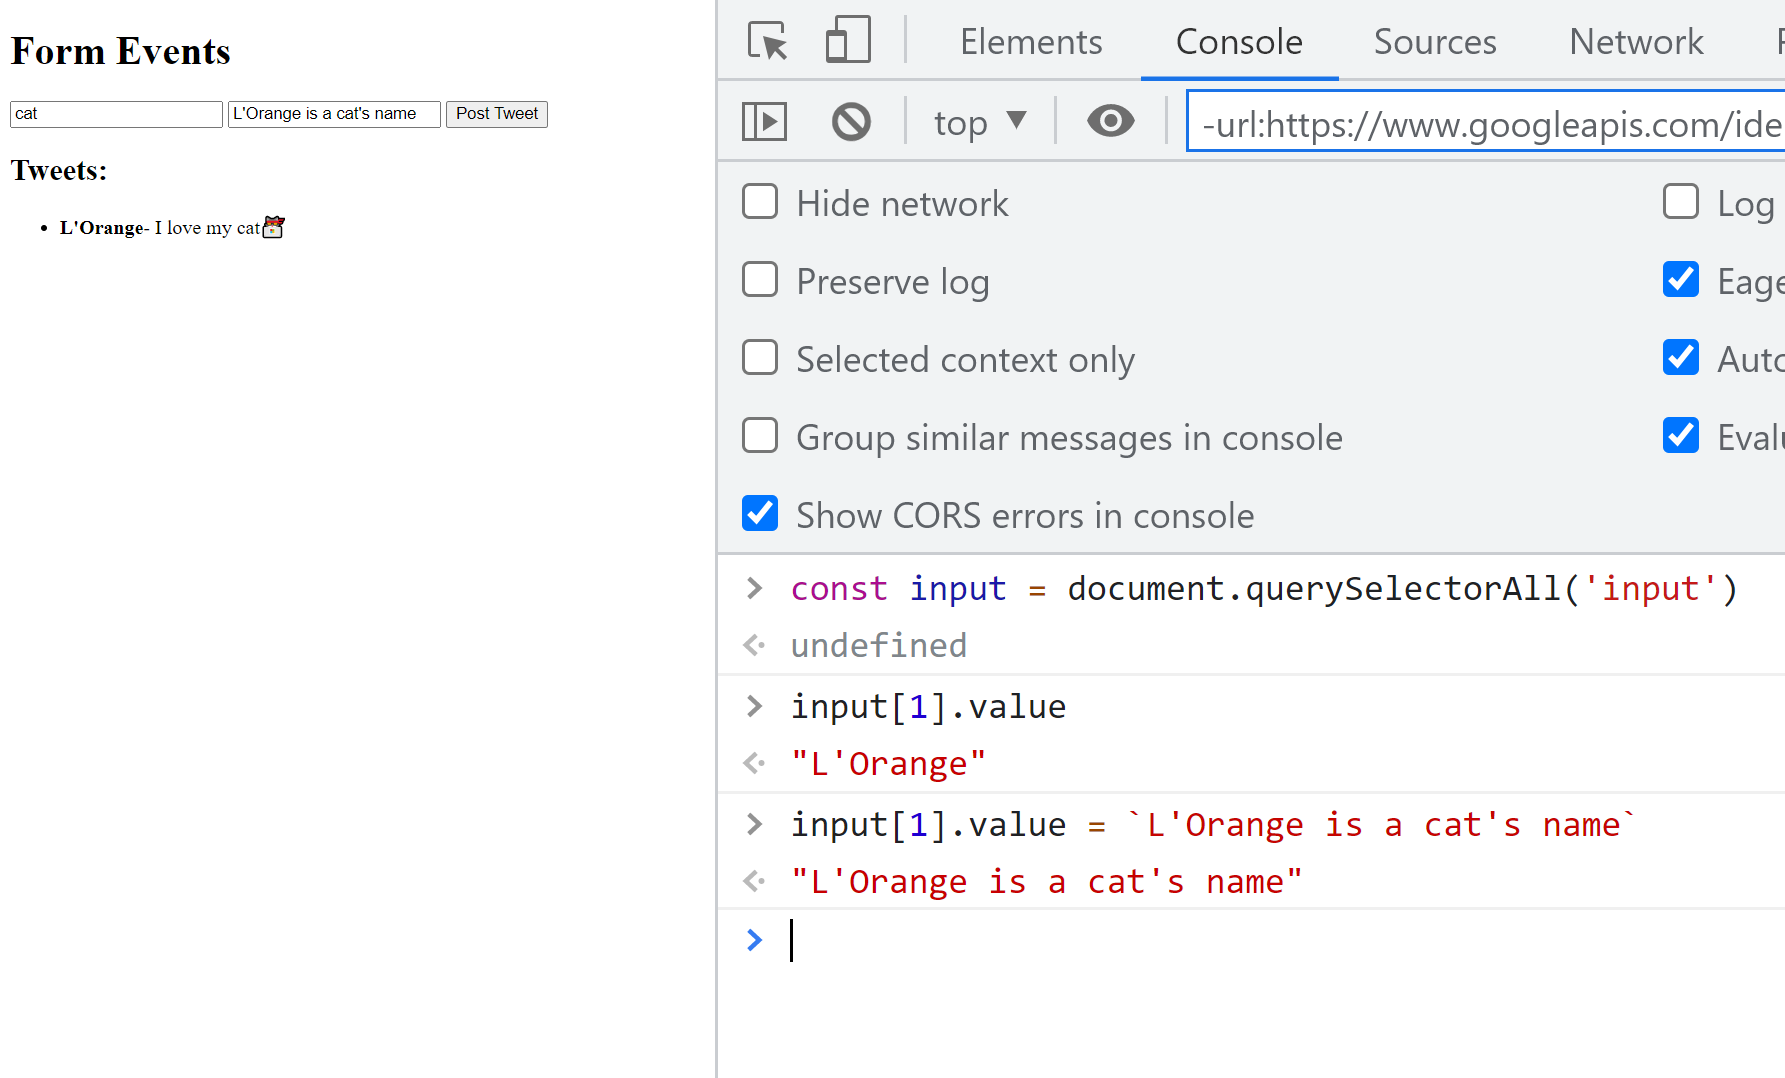 Form Events
cat L'Orange is a cat's name Post Tweet
Tweets:
• L'Orange- I love my cat
Elements Console Sources Network
top ▼ -url:https://www.googleapis.com/ide
Hide network Log
Preserve log
Selected context only
Group similar messages in console
Show CORS errors in console
> const input = document.querySelectorAll('input')
undefined
> input[1].value
"L'Orange"
> input[1].value = `L'Orange is a cat's name`
"L'Orange is a cat's name"
>